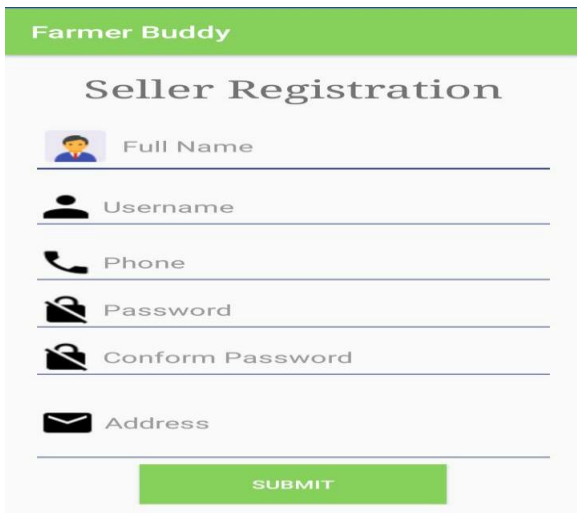 Farmer Buddy
Seller Registration
Full Name
Username
Phone
Password
Conform Password
Address
SUBMIT